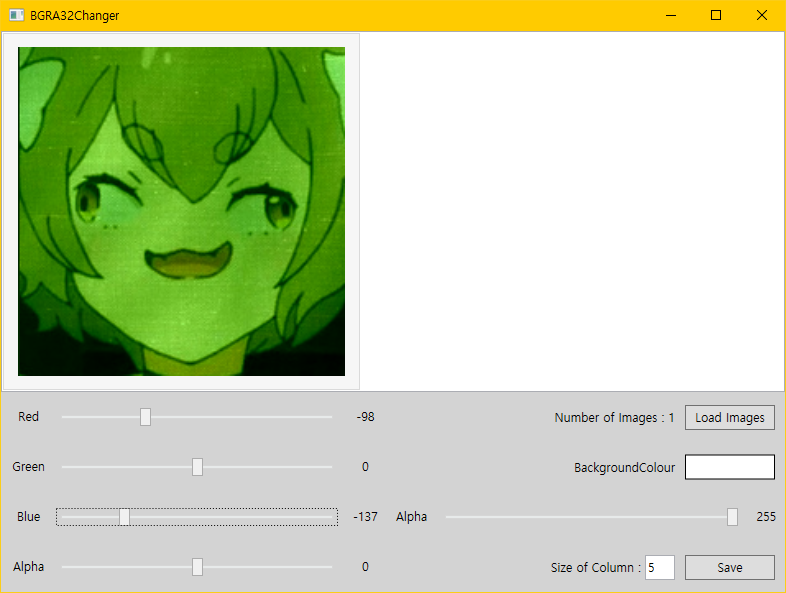 BGRA32Changer
Red -98 Number of Images : 1 Load Images
Green 0 BackgroundColour
Blue -137 Alpha 255
Alpha 0 Size of Column : 5 Save